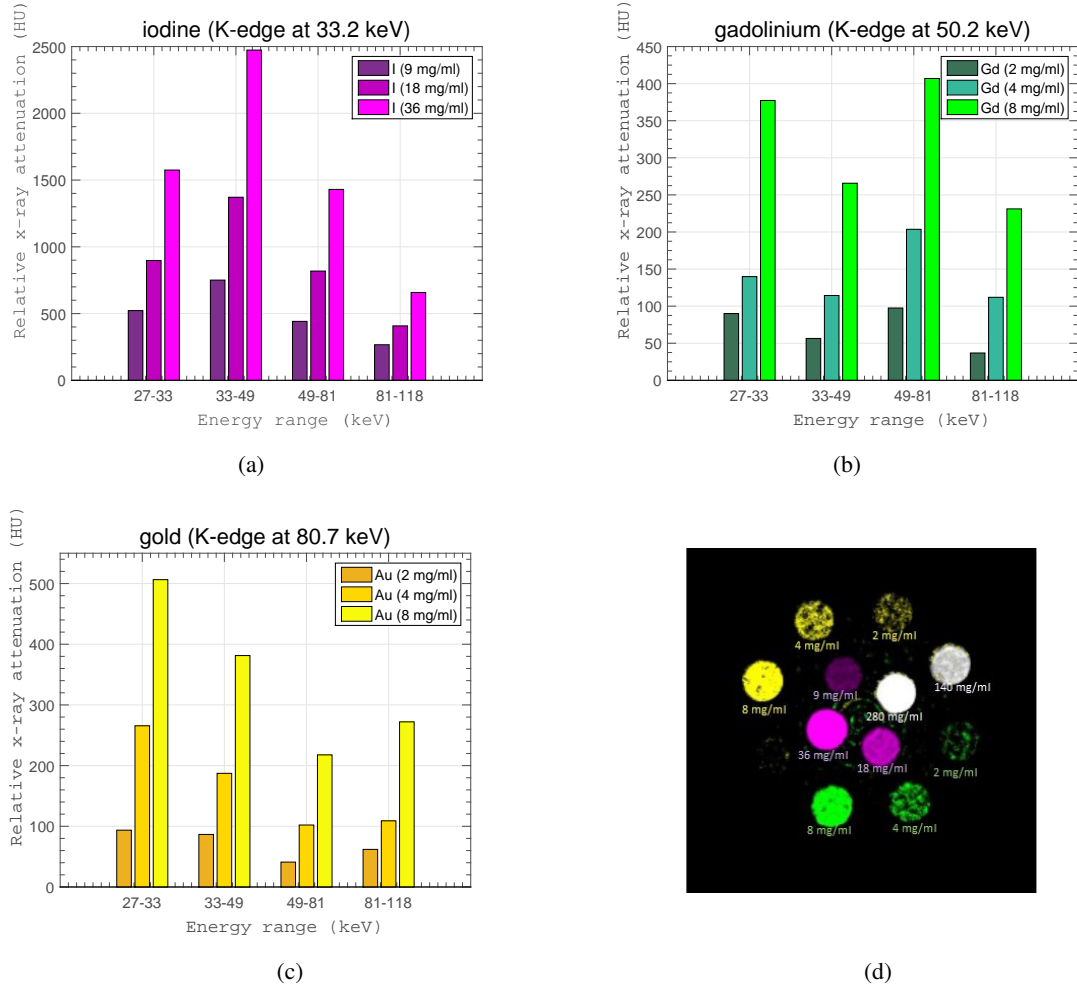 iodine (K-edge at 33.2 keV)
Relative x-ray attenuation (HU)
2500
2000
1500
1000
500
0
I (9 mg/ml)
I (18 mg/ml)
I (36 mg/ml)
27-33 33-49 49-81 81-118
Energy range (keV)
(a)
gadolinium (K-edge at 50.2 keV)
Relative x-ray attenuation (HU)
450
400
350
300
250
200
150
100
50
0
Gd (2 mg/ml)
Gd (4 mg/ml)
Gd (8 mg/ml)
27-33 33-49 49-81 81-118
Energy range (keV)
(b)
gold (K-edge at 80.7 keV)
Relative x-ray attenuation (HU)
500
400
300
200
100
0
Au (2 mg/ml)
Au (4 mg/ml)
Au (8 mg/ml)
27-33 33-49 49-81 81-118
Energy range (keV)
(c)
4 mg/ml
2 mg/ml
8 mg/ml
9 mg/ml
140 mg/ml
280 mg/ml
36 mg/ml
18 mg/ml
2 mg/ml
8 mg/ml
4 mg/ml
(d)